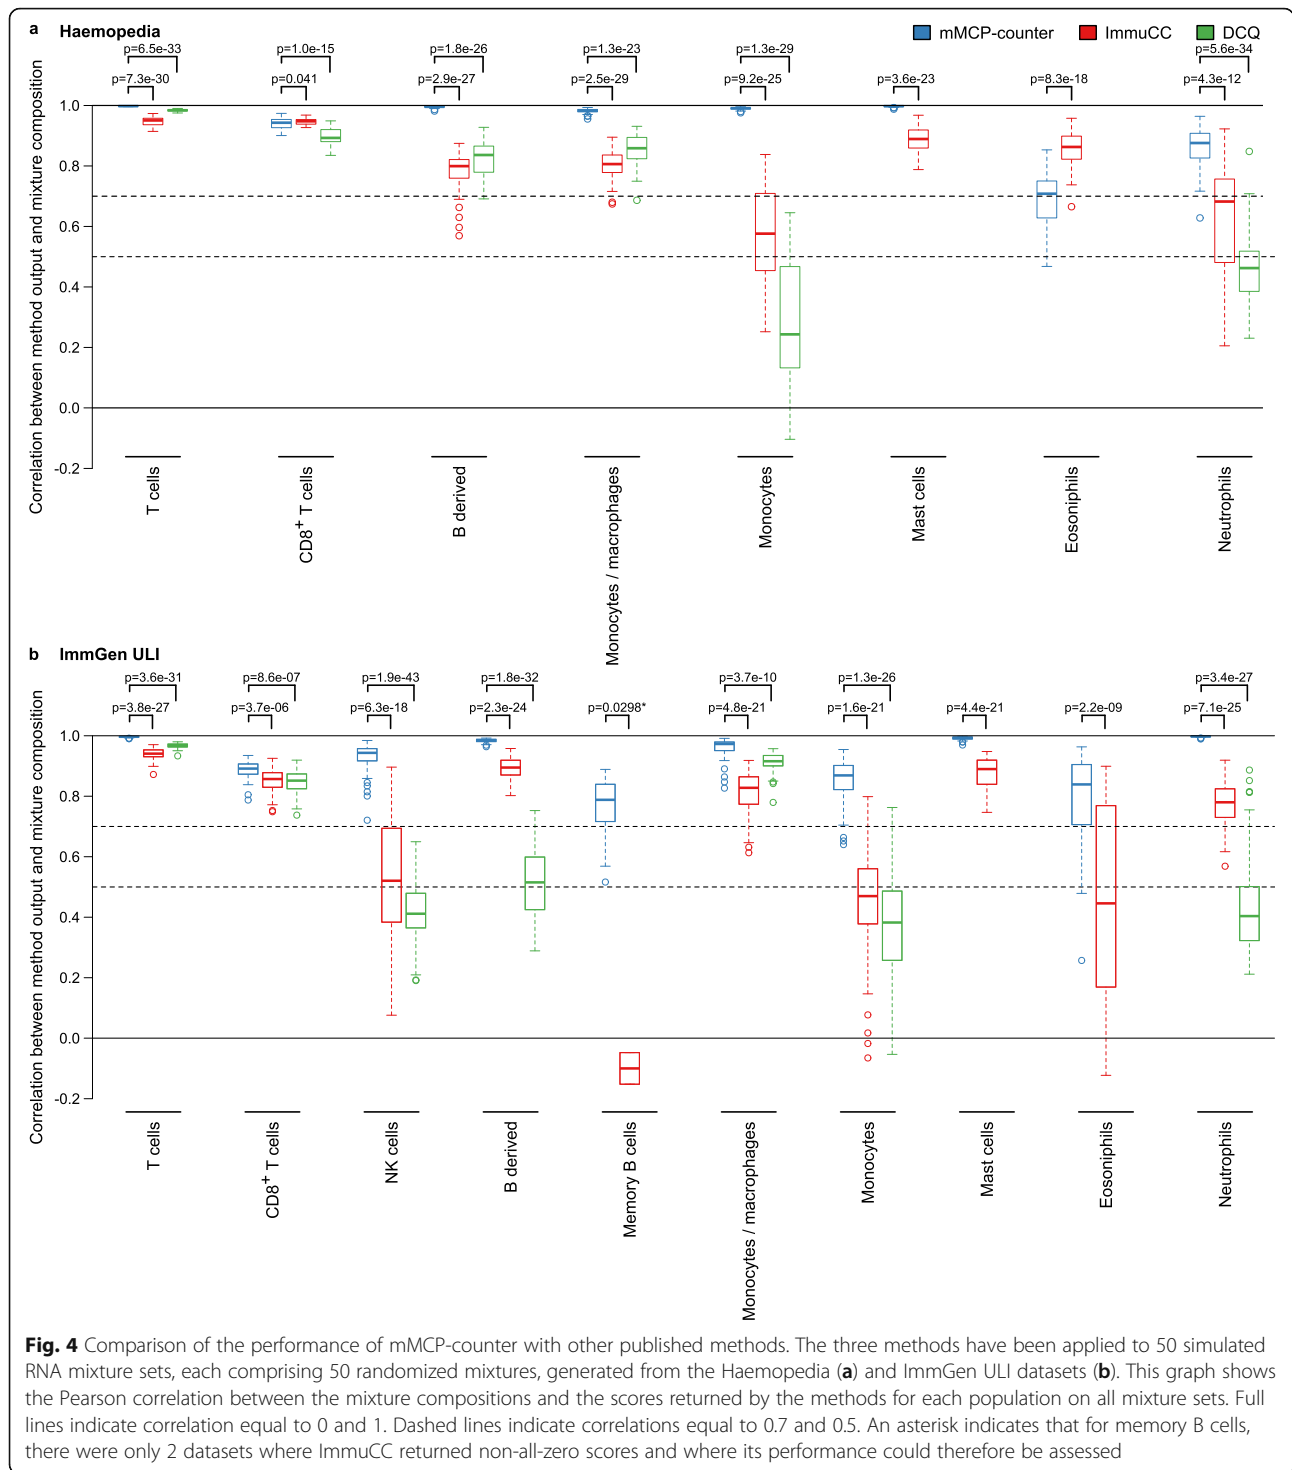 a Haemopedia
mMCP-counter ImmuCC DCQ
p=6.5e-33 p=1.0e-15 p=1.8e-26 p=1.3e-23 p=1.3e-29 p=5.6e-34
p=7.3e-30 p=0.041 p=2.9e-27 p=2.5e-29 p=9.2e-25 p=3.6e-23 p=8.3e-18 p=4.3e-12
Correlation between method output and mixture composition
1.0
0.8
0.6
0.4
0.2
0.0
-0.2
T cells
CD8+ T cells
B derived
Monocytes / macrophages
Monocytes
Mast cells
Eosoniphils
Neutrophils
b ImmGen ULI
p=3.6e-31 p=8.6e-07 p=1.9e-43 p=1.8e-32 p=3.7e-10 p=1.3e-26 p=3.4e-27
p=3.8e-27 p=3.7e-06 p=6.3e-18 p=2.3e-24 p=0.0298* p=4.8e-21 p=1.6e-21 p=4.4e-21 p=2.2e-09 p=7.1e-25
Correlation between method output and mixture composition
1.0
0.8
0.6
0.4
0.2
0.0
-0.2
T cells
CD8+ T cells
NK cells
B derived
Memory B cells
Monocytes / macrophages
Monocytes
Mast cells
Eosoniphils
Neutrophils
Fig. 4 Comparison of the performance of mMCP-counter with other published methods. The three methods have been applied to 50 simulated
RNA mixture sets, each comprising 50 randomized mixtures, generated from the Haemopedia (a) and ImmGen ULI datasets (b). This graph shows
the Pearson correlation between the mixture compositions and the scores returned by the methods for each population on all mixture sets. Full
lines indicate correlation equal to 0 and 1. Dashed lines indicate correlations equal to 0.7 and 0.5. An asterisk indicates that for memory B cells,
there were only 2 datasets where ImmuCC returned non-all-zero scores and where its performance could therefore be assessed